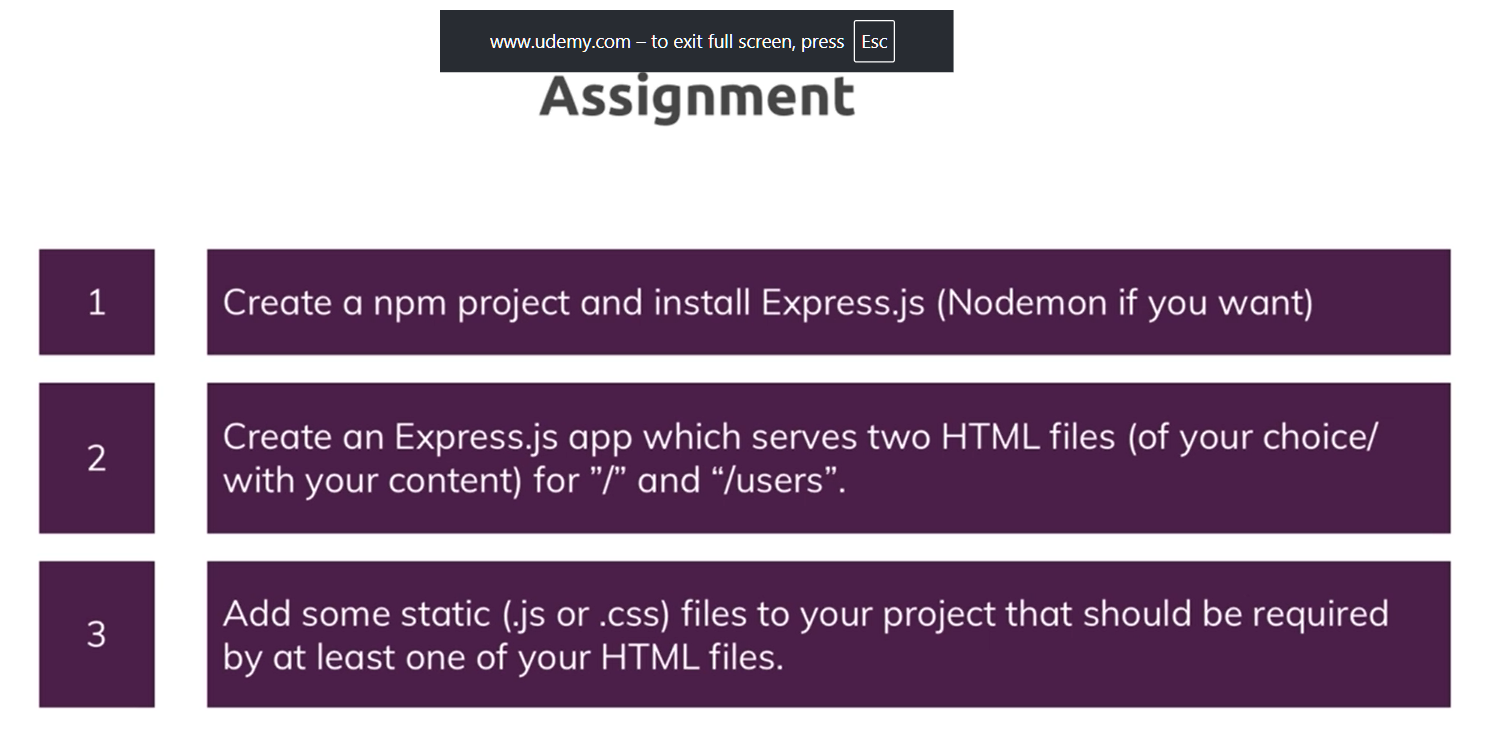 www.udemy.com – to exit full screen, press Esc
Assignment
1
Create a npm project and install Express.js (Nodemon if you want)
2
Create an Express.js app which serves two HTML files (of your choice/
with your content) for ”/” and “/users”.
3
Add some static (.js or .css) files to your project that should be required
by at least one of your HTML files.